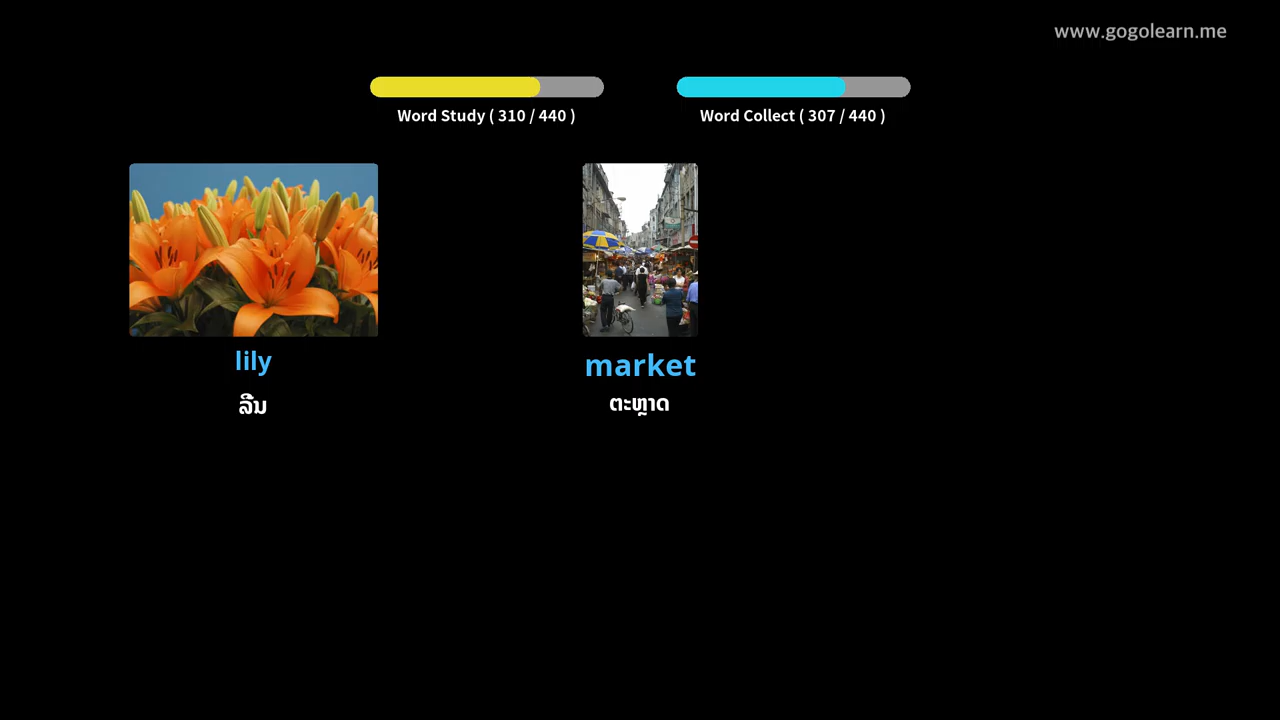 www.gogolearn.me
Word Study ( 310 / 440 )
Word Collect ( 307 / 440 )
lily
ລີນ
market
ຕະຫຼາດ